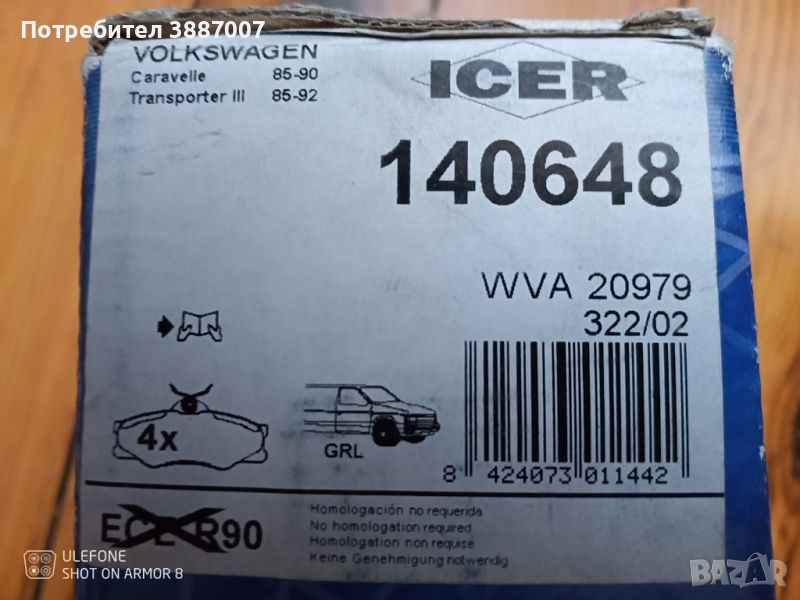 Потребител 3887007
VOLKSWAGEN
Caravelle 85-90
Transporter III 85-92
ICER
140648
WVA 20979
322/02
4x
GRL
8 424073 011442
ECE R90
Homologación no requerida
No homologation required
Homologation non requise
Keine Genehmigung notwendig
ULEFONE
SHOT ON ARMOR 8
BAZAR